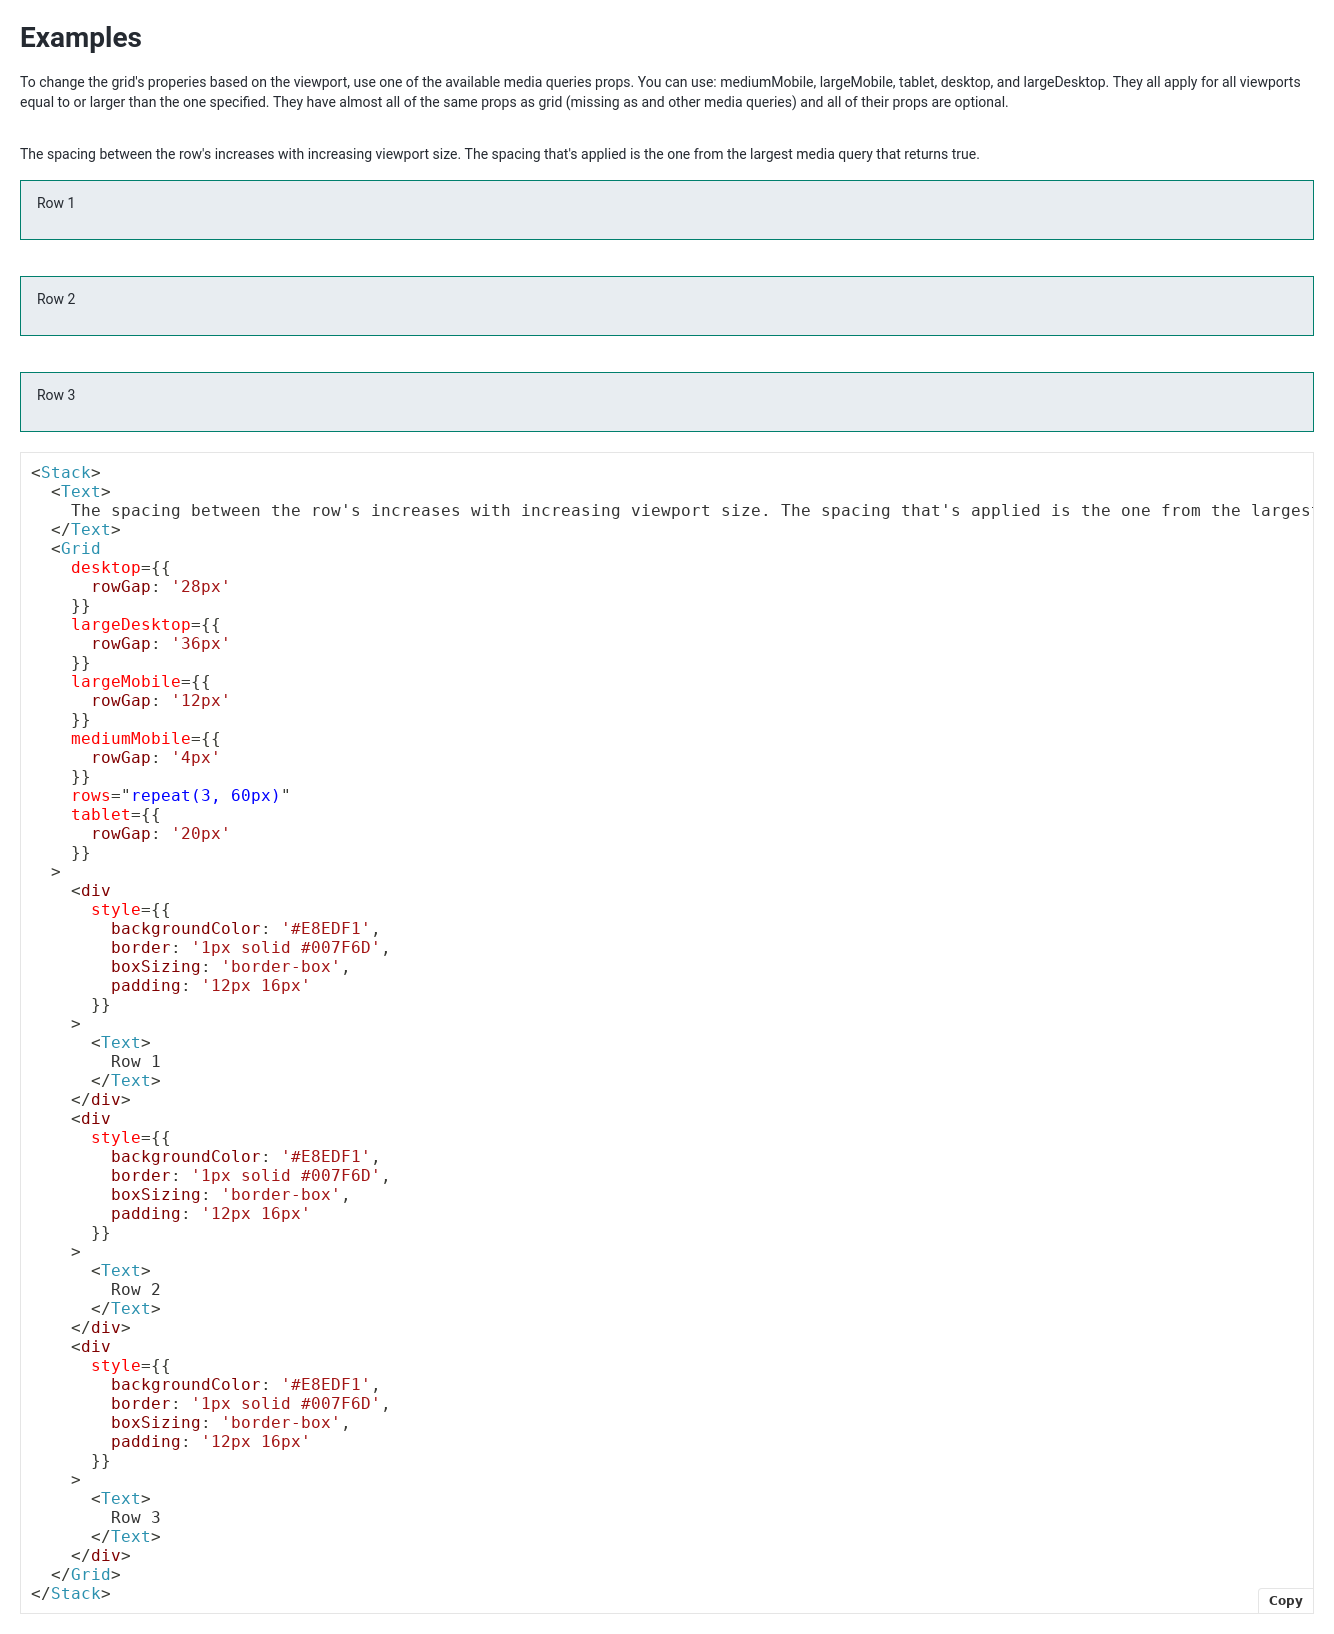 Examples
To change the grid's properies based on the viewport, use one of the available media queries props. You can use: mediumMobile, largeMobile, tablet, desktop, and largeDesktop. They all apply for all viewports
equal to or larger than the one specified. They have almost all of the same props as grid (missing as and other media queries) and all of their props are optional.
The spacing between the row's increases with increasing viewport size. The spacing that's applied is the one from the largest media query that returns true.
Row 1
Row 2
Row 3
<Stack>
  <Text>
    The spacing between the row's increases with increasing viewport size. The spacing that's applied is the one from the largest
  </Text>
  <Grid
    desktop={{
      rowGap: '28px'
    }}
    largeDesktop={{
      rowGap: '36px'
    }}
    largeMobile={{
      rowGap: '12px'
    }}
    mediumMobile={{
      rowGap: '4px'
    }}
    rows="repeat(3, 60px)"
    tablet={{
      rowGap: '20px'
    }}
  >
    <div
      style={{
        backgroundColor: '#E8EDF1',
        border: '1px solid #007F6D',
        boxSizing: 'border-box',
        padding: '12px 16px'
      }}
    >
      <Text>
        Row 1
      </Text>
    </div>
    <div
      style={{
        backgroundColor: '#E8EDF1',
        border: '1px solid #007F6D',
        boxSizing: 'border-box',
        padding: '12px 16px'
      }}
    >
      <Text>
        Row 2
      </Text>
    </div>
    <div
      style={{
        backgroundColor: '#E8EDF1',
        border: '1px solid #007F6D',
        boxSizing: 'border-box',
        padding: '12px 16px'
      }}
    >
      <Text>
        Row 3
      </Text>
    </div>
  </Grid>
</Stack>
Copy